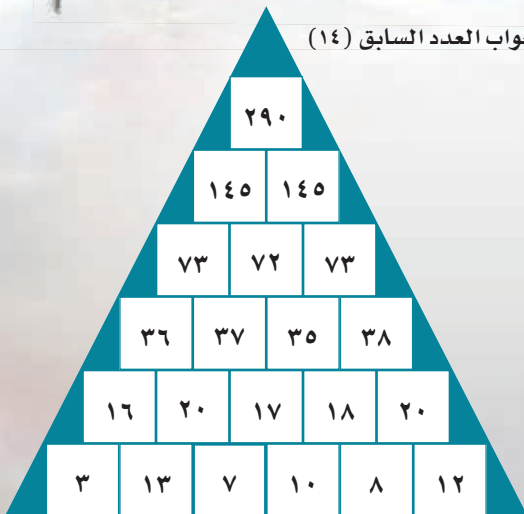 جواب العدد السابق (١٤)
٢٩٠
١٤٥ ١٤٥
٧٣ ٧٢ ٧٣
٣٦ ٣٧ ٣٥ ٣٨
١٦ ٢٠ ١٧ ١٨ ٢٠
٣ ١٣ ٧ ١٠ ٨ ١٢